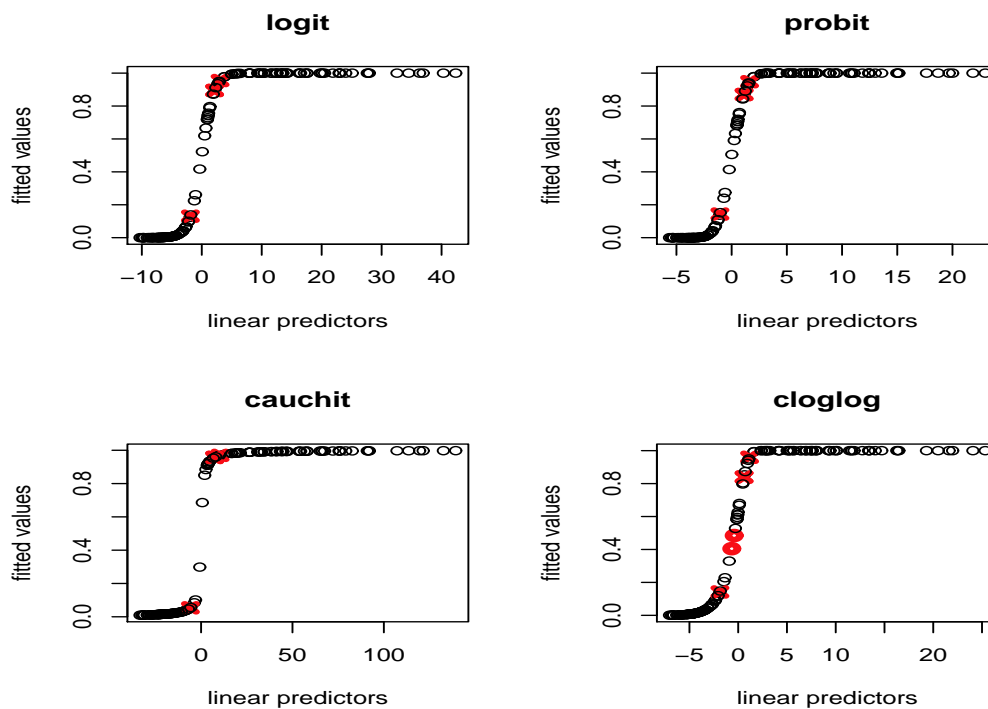 logit
fitted values
0.0 0.4 0.8
−10 0 10 20 30 40
linear predictors
probit
fitted values
0.0 0.4 0.8
−5 0 5 10 15 20
linear predictors
cauchit
fitted values
0.0 0.4 0.8
0 50 100
linear predictors
cloglog
fitted values
0.0 0.4 0.8
−5 0 5 10 20
linear predictors